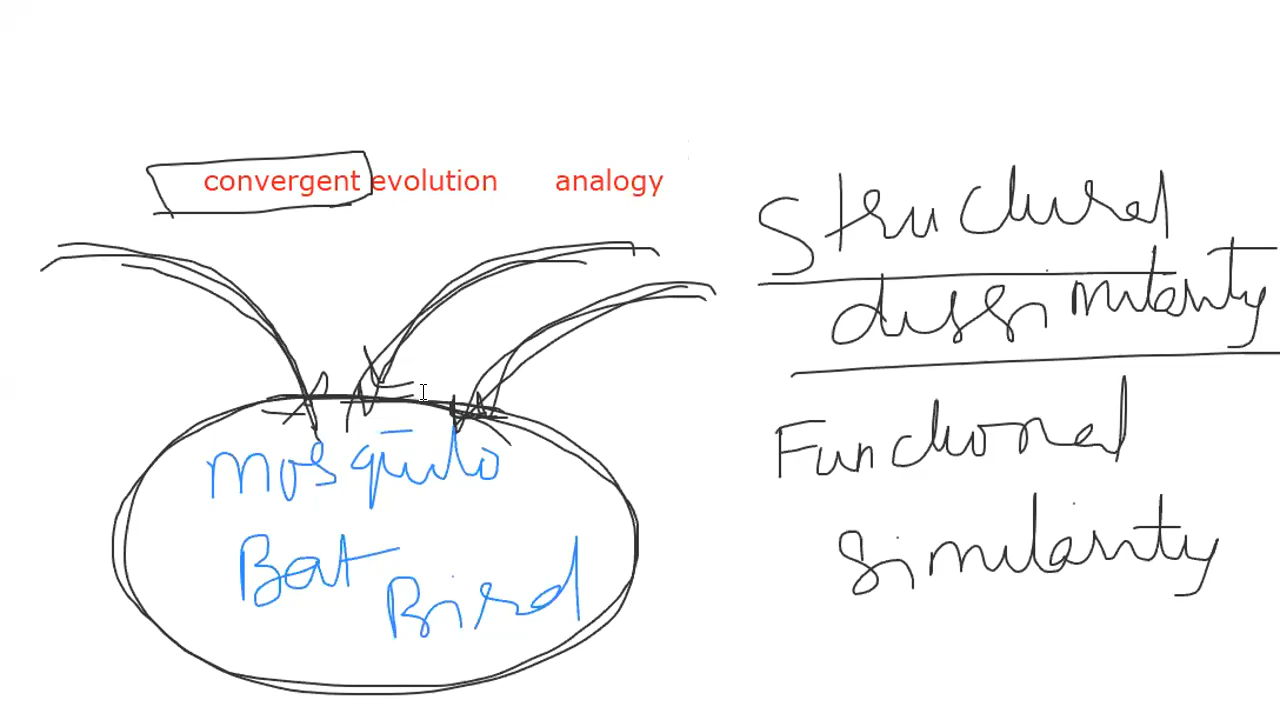 convergent evolution analogy
Structural
dissimilarity
Functional
Similarity
Mosquito
Bat
Bird